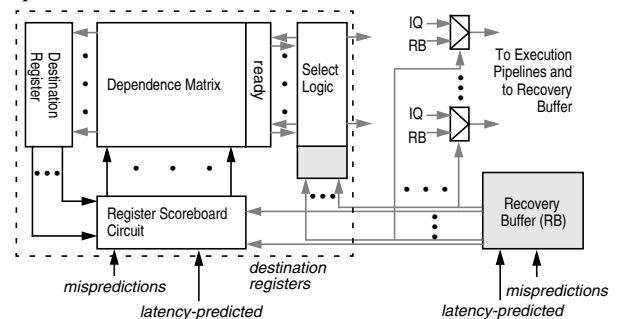 Destination
Register
Dependence Matrix
ready
Select
Logic
IQ
RB
IQ
RB
To Execution
Pipelines and
to Recovery
Buffer
Register Scoreboard
Circuit
Recovery
Buffer (RB)
mispredictions
latency-predicted
destination
registers
mispredictions
latency-predicted